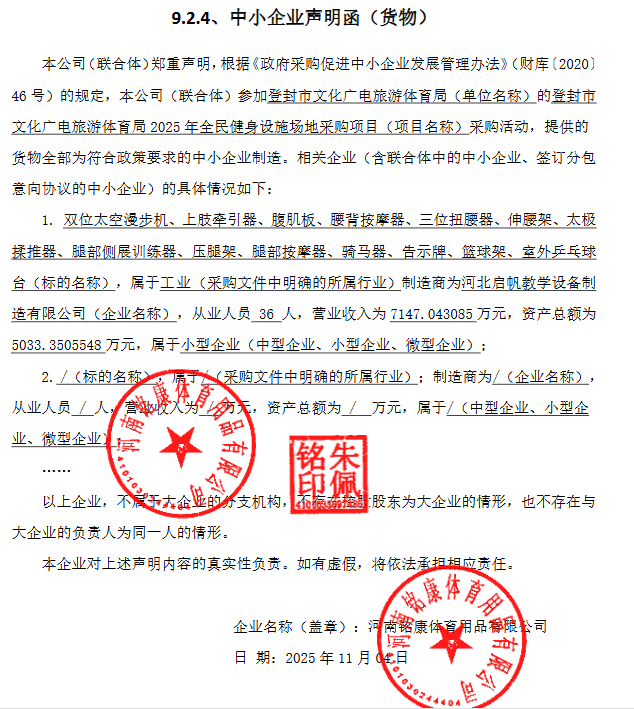 9.2.4、中小企业声明函（货物）
本公司（联合体）郑重声明，根据《政府采购促进中小企业发展管理办法》（财库〔2020〕
46 号）的规定，本公司（联合体）参加登封市文化广电旅游体育局（单位名称）的登封市
文化广电旅游体育局 2025 年全民健身设施场地采购项目（项目名称）采购活动，提供的
货物全部为符合政策要求的中小企业制造。相关企业（含联合体中的中小企业、签订分包
意向协议的中小企业）的具体情况如下：
1. 双位太空漫步机、上肢牵引器、腹肌板、腰背按摩器、三位扭腰器、伸腰架、太极
揉推器、腿部侧展训练器、压腿架、腿部按摩器、骑马器、告示牌、篮球架、室外乒乓球
台（标的名称），属于工业（采购文件中明确的所属行业）制造商为河北启帆教学设备制
造有限公司（企业名称），从业人员 36 人，营业收入为 7147.043085 万元，资产总额为
5033.3505548 万元，属于小型企业（中型企业、小型企业、微型企业）；
2. /（标的名称），属于/（采购文件中明确的所属行业）；制造商为/（企业名称），
从业人员 / 人，营业收入为 / 万元，资产总额为 / 万元，属于/（中型企业、小型企
业、微型企业）；
……
以上企业，不属于大企业的分支机构，不存在控股股东为大企业的情形，也不存在与
大企业的负责人为同一人的情形。
本企业对上述声明内容的真实性负责。如有虚假，将依法承担相应责任。
企业名称（盖章）：河南铭康体育用品有限公司
日 期：2025 年 11 月 04 日
河南铭康体育用品有限公司
朱佩铭印
河南铭康体育用品有限公司
4101030244404